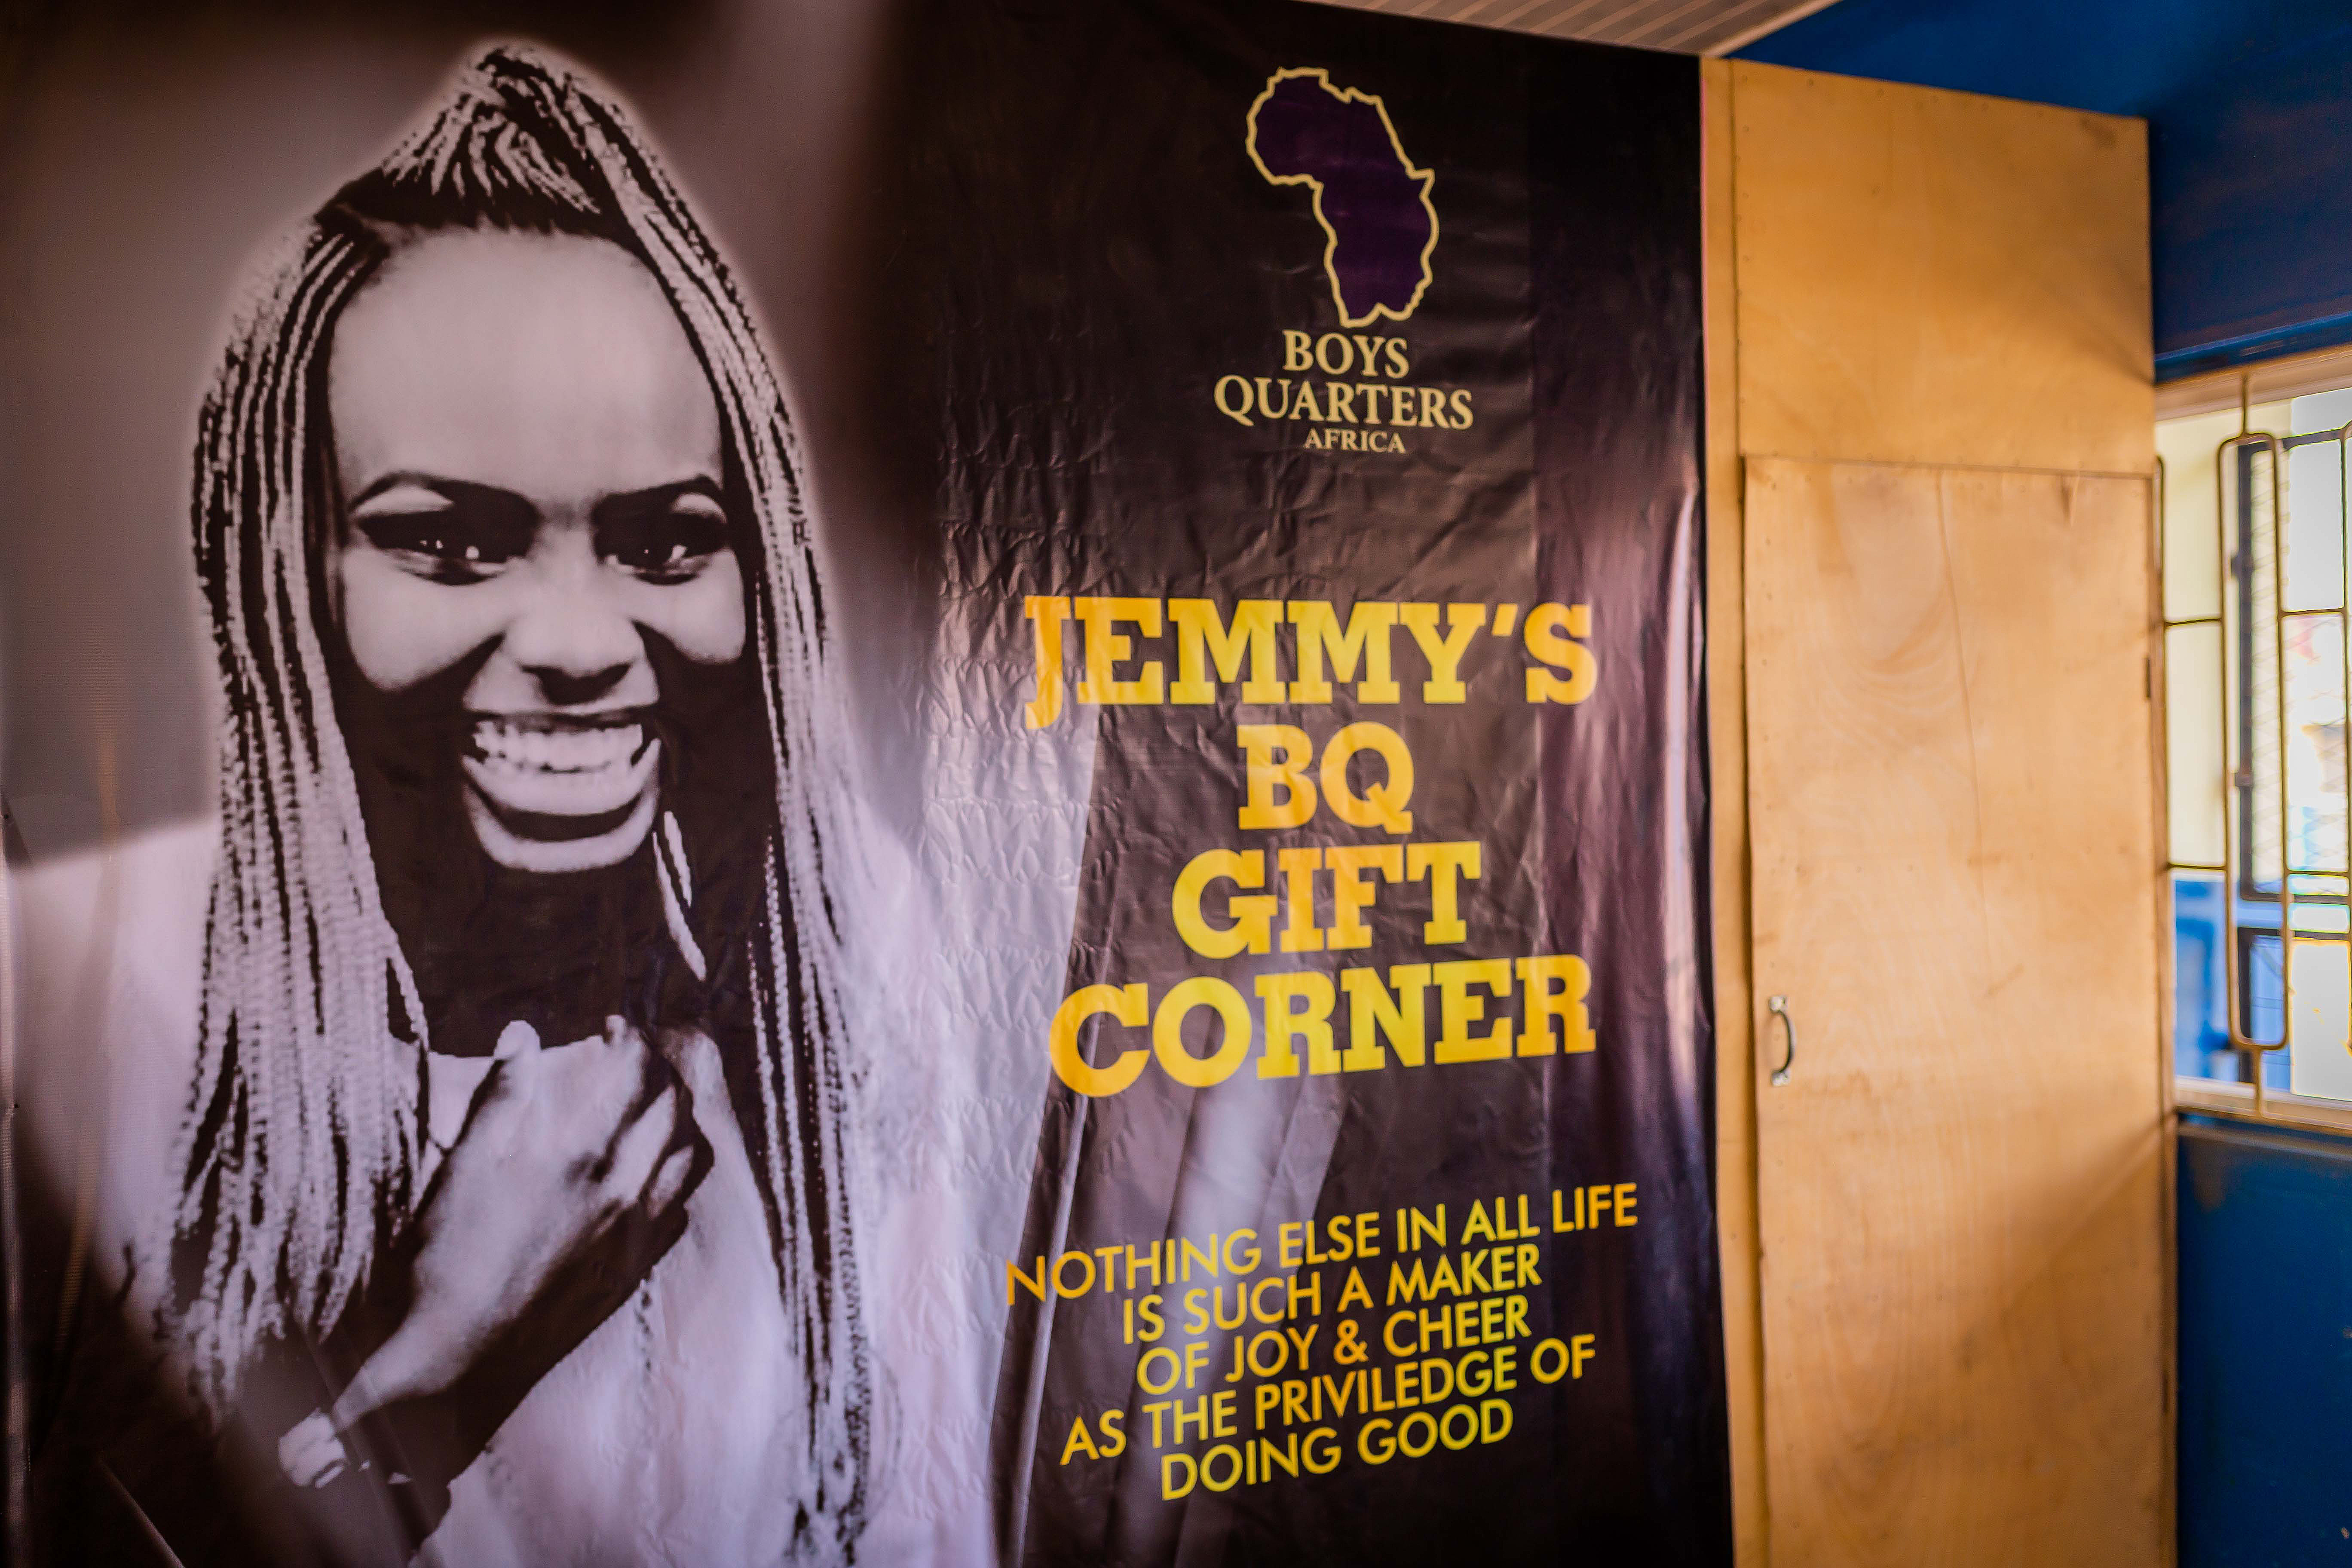 BOYS
QUARTERS
AFRICA
JEMMY'S
BQ
GIFT
CORNER
NOTHING ELSE IN ALL LIFE
IS SUCH A MAKER
OF JOY & CHEER
AS THE PRIVILEDGE OF
DOING GOOD